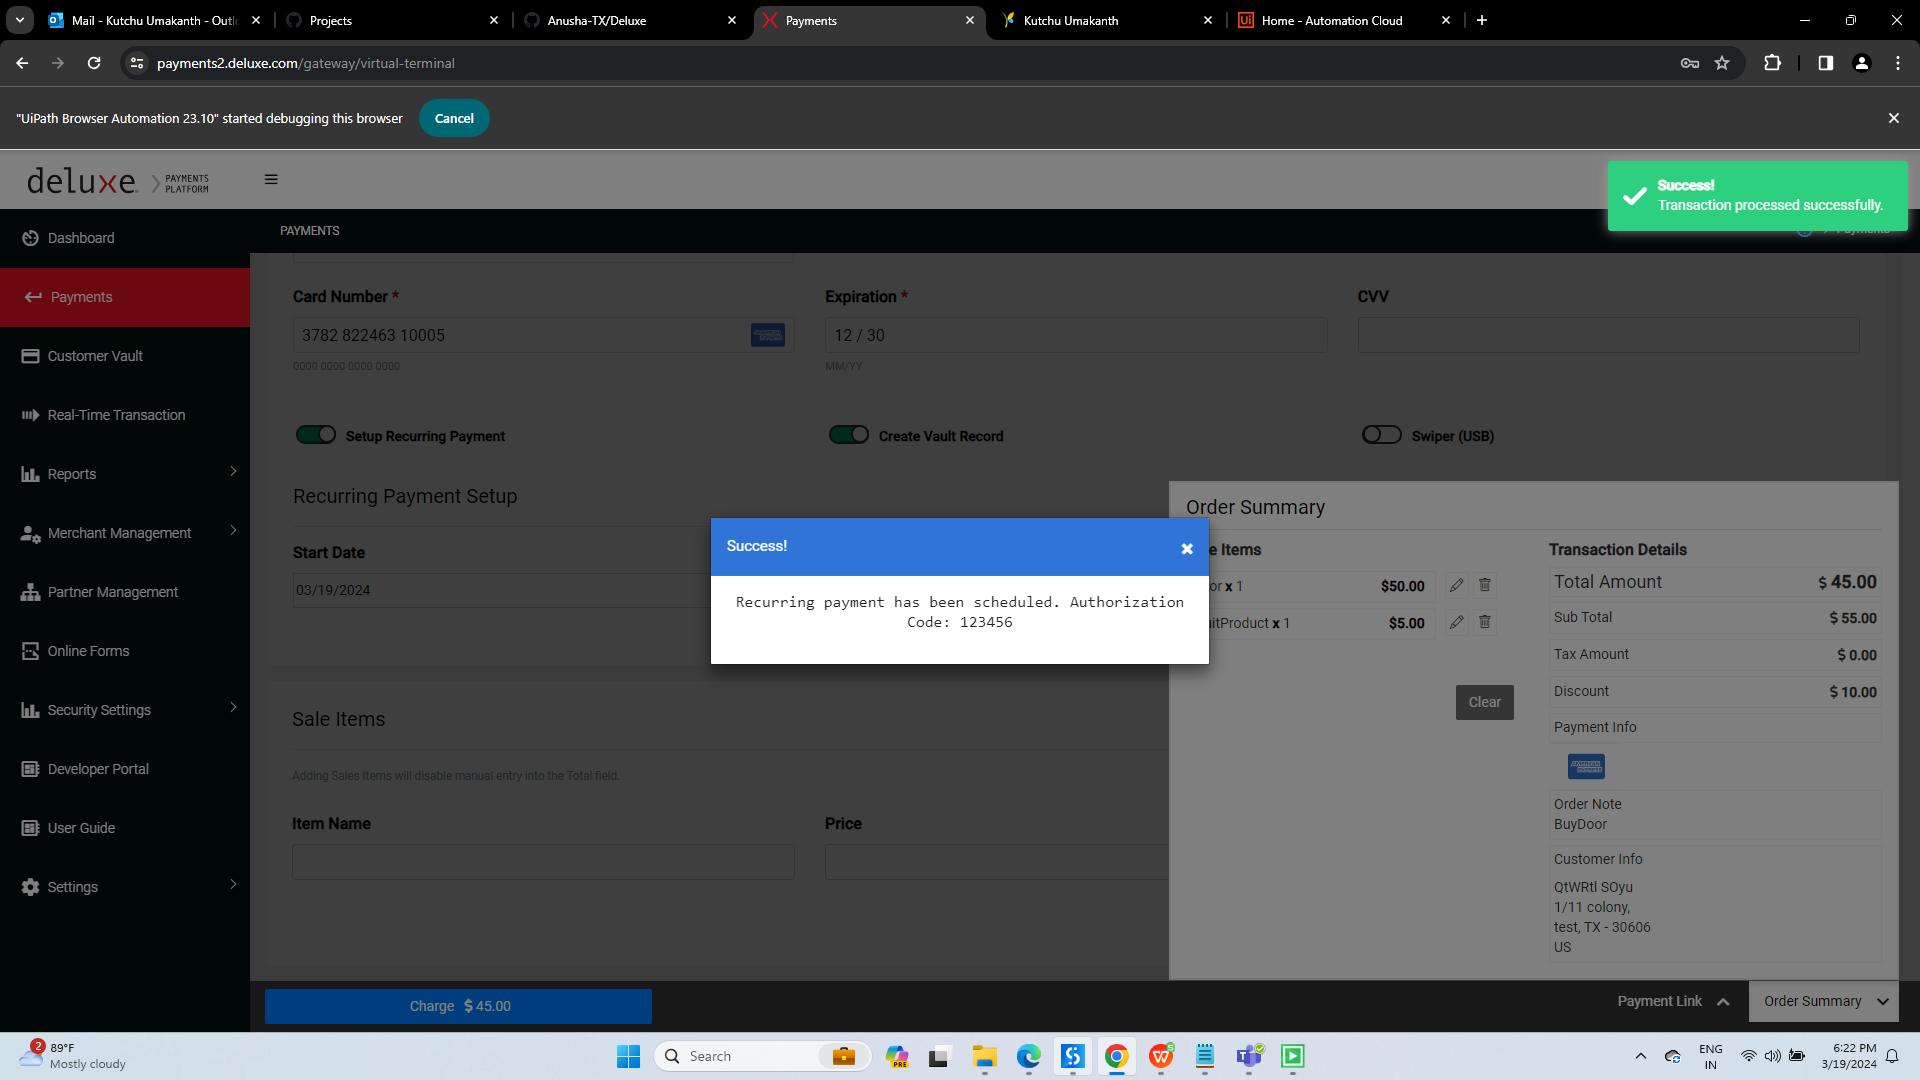 Mail - Kutchu Umakanth - Outl
Projects
Anusha-TX/Deluxe
Payments
Kutchu Umakanth
Home - Automation Cloud
payments2.deluxe.com/gateway/virtual-terminal
"UiPath Browser Automation 23.10" started debugging this browser
Cancel
deluxe
PAYMENTS
PLATFORM
Success!
Transaction processed successfully.
Dashboard
PAYMENTS
Payments
Payments
Customer Vault
Real-Time Transaction
Reports
Merchant Management
Partner Management
Online Forms
Security Settings
Developer Portal
User Guide
Settings
Card Number *
Expiration *
CVV
3782 822463 10005
12 / 30
0000 0000 0000 0000
MM/YY
Setup Recurring Payment
Create Vault Record
Swiper (USB)
Recurring Payment Setup
Start Date
03/19/2024
Success!
Recurring payment has been scheduled. Authorization
Code: 123456
Sale Items
Adding Sales Items will disable manual entry into the Total field.
Item Name
Price
Order Summary
e Items
or x 1
$50.00
uitProduct x 1
$5.00
Clear
Transaction Details
Total Amount
$ 45.00
Sub Total
$ 55.00
Tax Amount
$ 0.00
Discount
$ 10.00
Payment Info
AMERICAN EXPRESS
Order Note
BuyDoor
Customer Info
QtWRtl SOyu
1/11 colony,
test, TX - 30606
US
Charge $ 45.00
Payment Link
Order Summary
2
89°F
Mostly cloudy
Search
PRE
ENG
IN
6:22 PM
3/19/2024